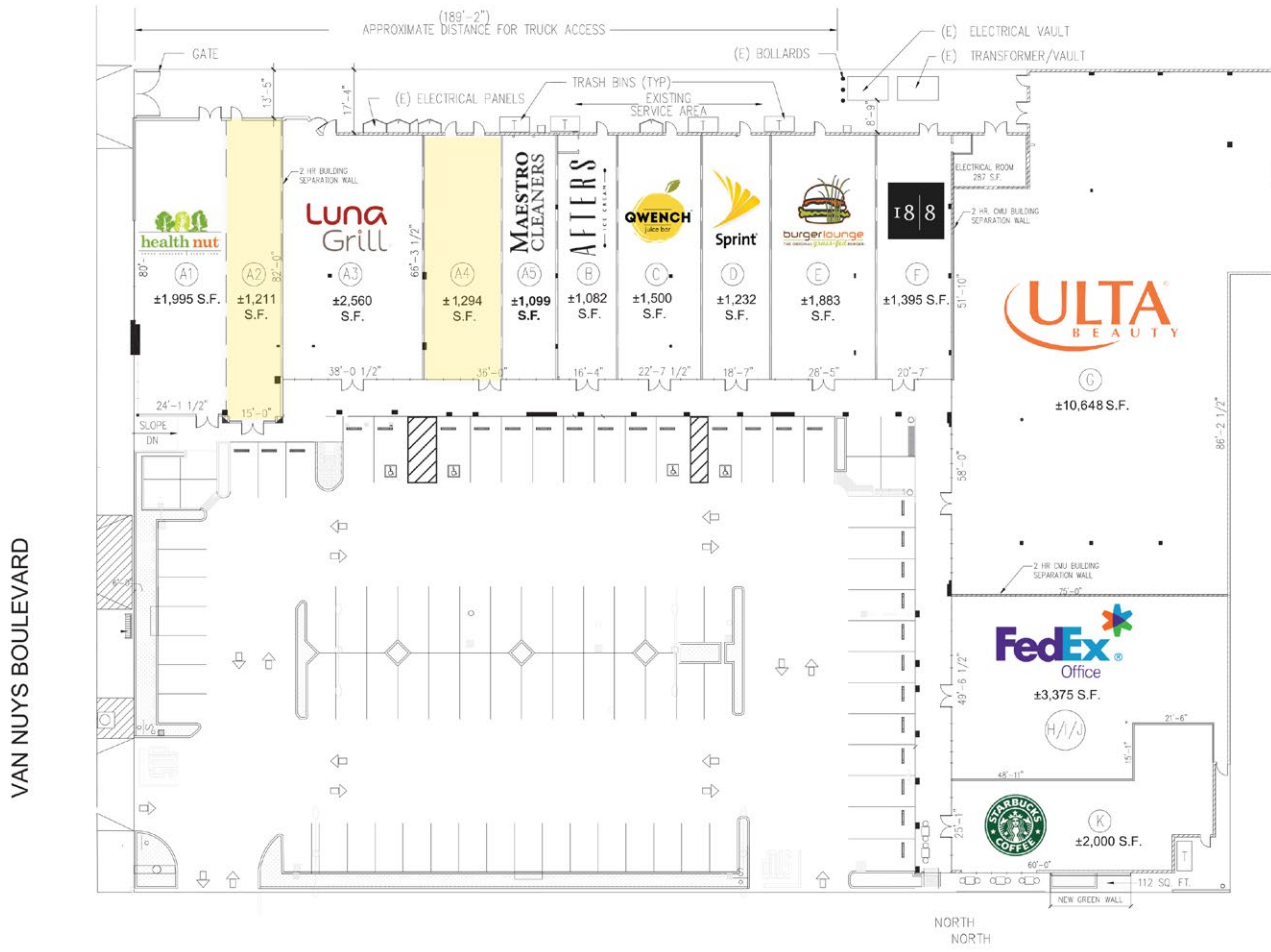 (189'-2")
APPROXIMATE DISTANCE FOR TRUCK ACCESS
(E) ELECTRICAL VAULT
(E) BOLLARDS
(E) TRANSFORMER/VAULT
GATE
13'-5"
17'-4"
(E) ELECTRICAL PANELS
TRASH BINS (TYP)
EXISTING
SERVICE AREA
8'-9"
T
T
T
T
2 HR BUILDING
SEPARATION WALL
ELECTRICAL ROOM
287 S.F.
2 HR. CMU BUILDING
SEPARATION WALL
health nut
A1
±1,995 S.F.
80'-
24'-1 1/2"
A2
±1,211
S.F.
82'-0"
15'-0"
Luna
Grill
A3
±2,560
S.F.
66'-3 1/2"
38'-0 1/2"
A4
±1,294
S.F.
36'-0"
MAESTRO
CLEANERS
A5
±1,099
S.F.
AFTERS
ICE CREAM
B
±1,082
S.F.
16'-4"
QWENCH
juice bar
C
±1,500
S.F.
22'-7 1/2"
Sprint
D
±1,232
S.F.
18'-7"
burgerlounge
THE ORIGINAL grass-fed BURGER
E
±1,883
S.F.
28'-5"
188
F
±1,395 S.F.
20'-7"
51'-10"
ULTA
BEAUTY
G
±10,648 S.F.
86'-2 1/2"
58'-0"
SLOPE
DN
2 HR CMU BUILDING
SEPARATION WALL
75'-0"
VAN NUYS BOULEVARD
FedEx®
Office
±3,375 S.F.
H/I/J
49'-6 1/2"
21'-6"
15'-1"
48'-11"
STARBUCKS
COFFEE
K
±2,000 S.F.
25'-1"
60'-0"
T
112 SQ. FT.
NEW GREEN WALL
NORTH
NORTH